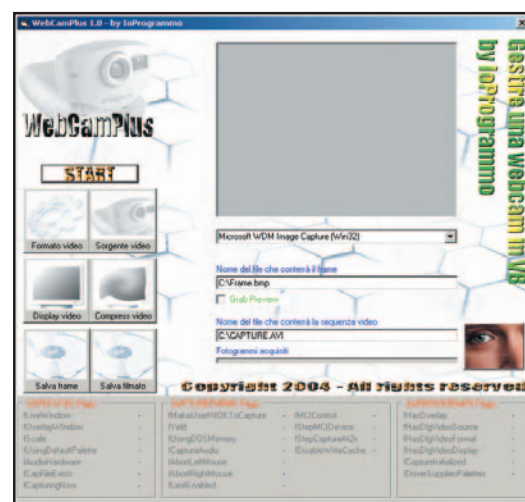 WebCamPlus 1.0 - by IoProgrammo
WebCamPlus
START
Formato video
Sorgente video
Display video
Compress video
Salva frame
Salva filmato
Microsoft WDM Image Capture (Win32)
Nome del file che conterrà il frame
C:\Frame.bmp
Grab Preview
Nome del file che conterrà la sequenza video
C:\CAPTURE.AVI
Fotogrammi acquisiti
Gestire una webcam in VB
by IoProgrammo
Copyright 2004 - All rights reserved
fLiveWindow
fOverlayWindow
fScale
fUsingDefaultPalette
fAudioHardware
fCapFileExists
fCapturingNow
fMakeUserHitOKToCapture
fYield
fUsingDOSMemory
fCaptureAudio
fAbortLeftMouse
fAbortRightMouse
fLimitEnabled
fMCIControl
fStepMCIDevice
fStepCaptureAt2x
fDisableWriteCache
fHasOverlay
fHasDlgVideoSource
fHasDlgVideoFormat
fHasDlgVideoDisplay
fCaptureInitialized
fDriverSuppliesPalettes